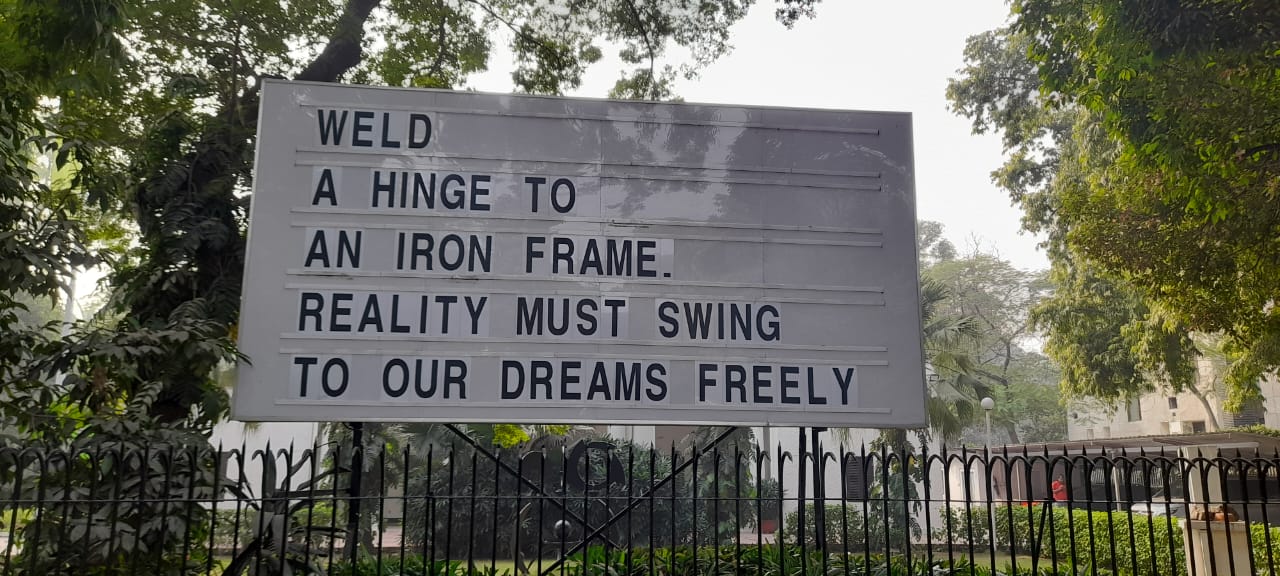 WELD
A HINGE TO
AN IRON FRAME.
REALITY MUST SWING
TO OUR DREAMS FREELY